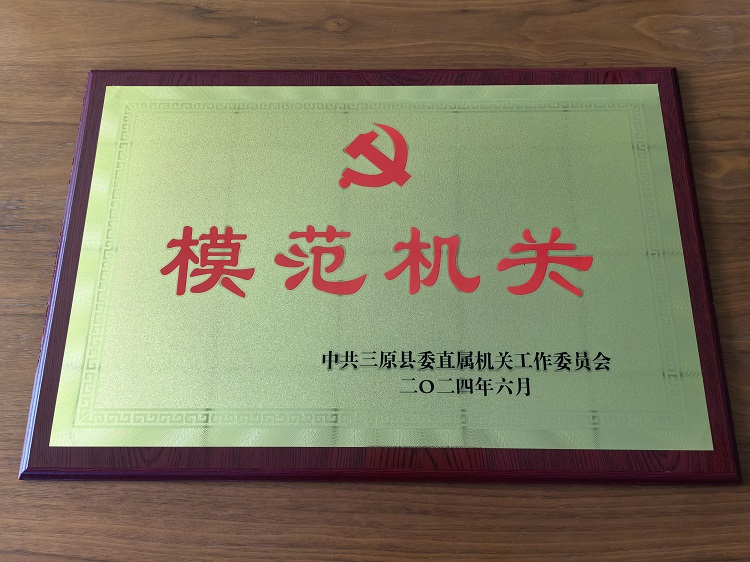 模范机关
中共三原县委直属机关工作委员会
二〇二四年六月